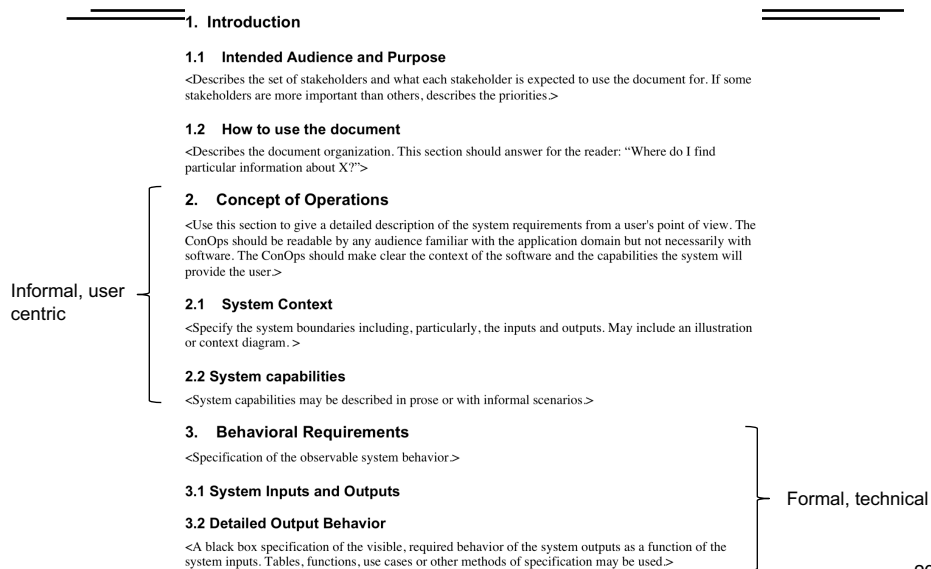 1. Introduction
1.1 Intended Audience and Purpose
<Describes the set of stakeholders and what each stakeholder is expected to use the document for. If some
stakeholders are more important than others, describes the priorities.>
1.2 How to use the document
<Describes the document organization. This section should answer for the reader: “Where do I find
particular information about X?”>
2. Concept of Operations
<Use this section to give a detailed description of the system requirements from a user's point of view. The
ConOps should be readable by any audience familiar with the application domain but not necessarily with
software. The ConOps should make clear the context of the software and the capabilities the system will
provide the user.>
Informal, user
centric
2.1 System Context
<Specify the system boundaries including, particularly, the inputs and outputs. May include an illustration
or context diagram. >
2.2 System capabilities
<System capabilities may be described in prose or with informal scenarios.>
3. Behavioral Requirements
<Specification of the observable system behavior.>
3.1 System Inputs and Outputs
Formal, technical
3.2 Detailed Output Behavior
<A black box specification of the visible, required behavior of the system outputs as a function of the
system inputs. Tables, functions, use cases or other methods of specification may be used.>